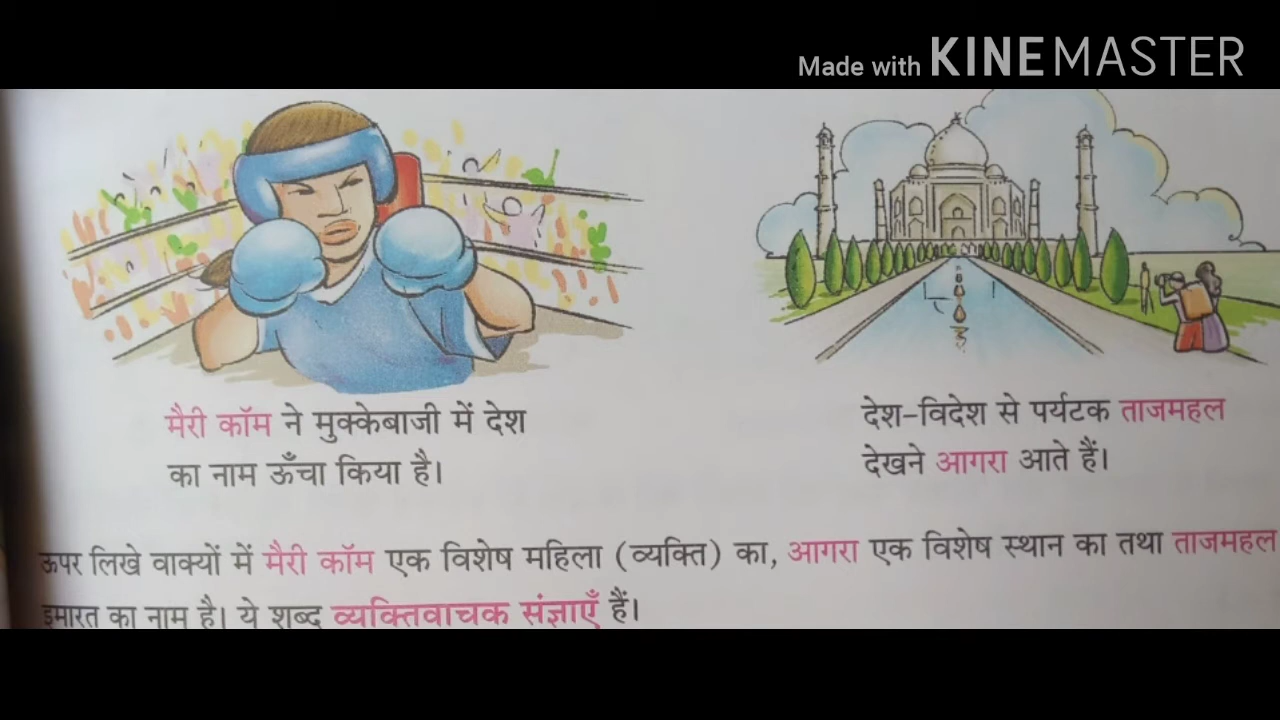 Made with KINEMASTER
मैरी कॉम ने मुक्केबाजी में देश
का नाम ऊँचा किया है।
देश-विदेश से पर्यटक ताजमहल
देखने आगरा आते हैं।
ऊपर लिखे वाक्यों में मैरी कॉम एक विशेष महिला (व्यक्ति) का, आगरा एक विशेष स्थान का तथा ताजमहल
इमारत का नाम है। ये शब्द व्यक्तिवाचक संज्ञाएँ हैं।